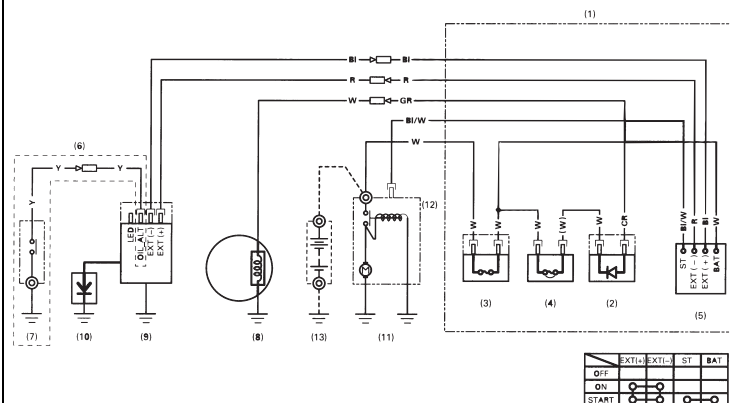 (1)
Bl Bl
R R
W GR
Bl/W
W
(6)
Y Y
Y
LED
OIL ALT
EXT (−)
EXT (+)
(12)
W
W
W
(W)
W
GR
Bl/W
R
Bl
W
ST
EXT (−)
EXT (+)
BAT
M
(3)
(4)
(2)
(5)
(7)
(10)
(9)
(8)
(13)
(11)
EXT(+) EXT(−) ST BAT
OFF
ON
START